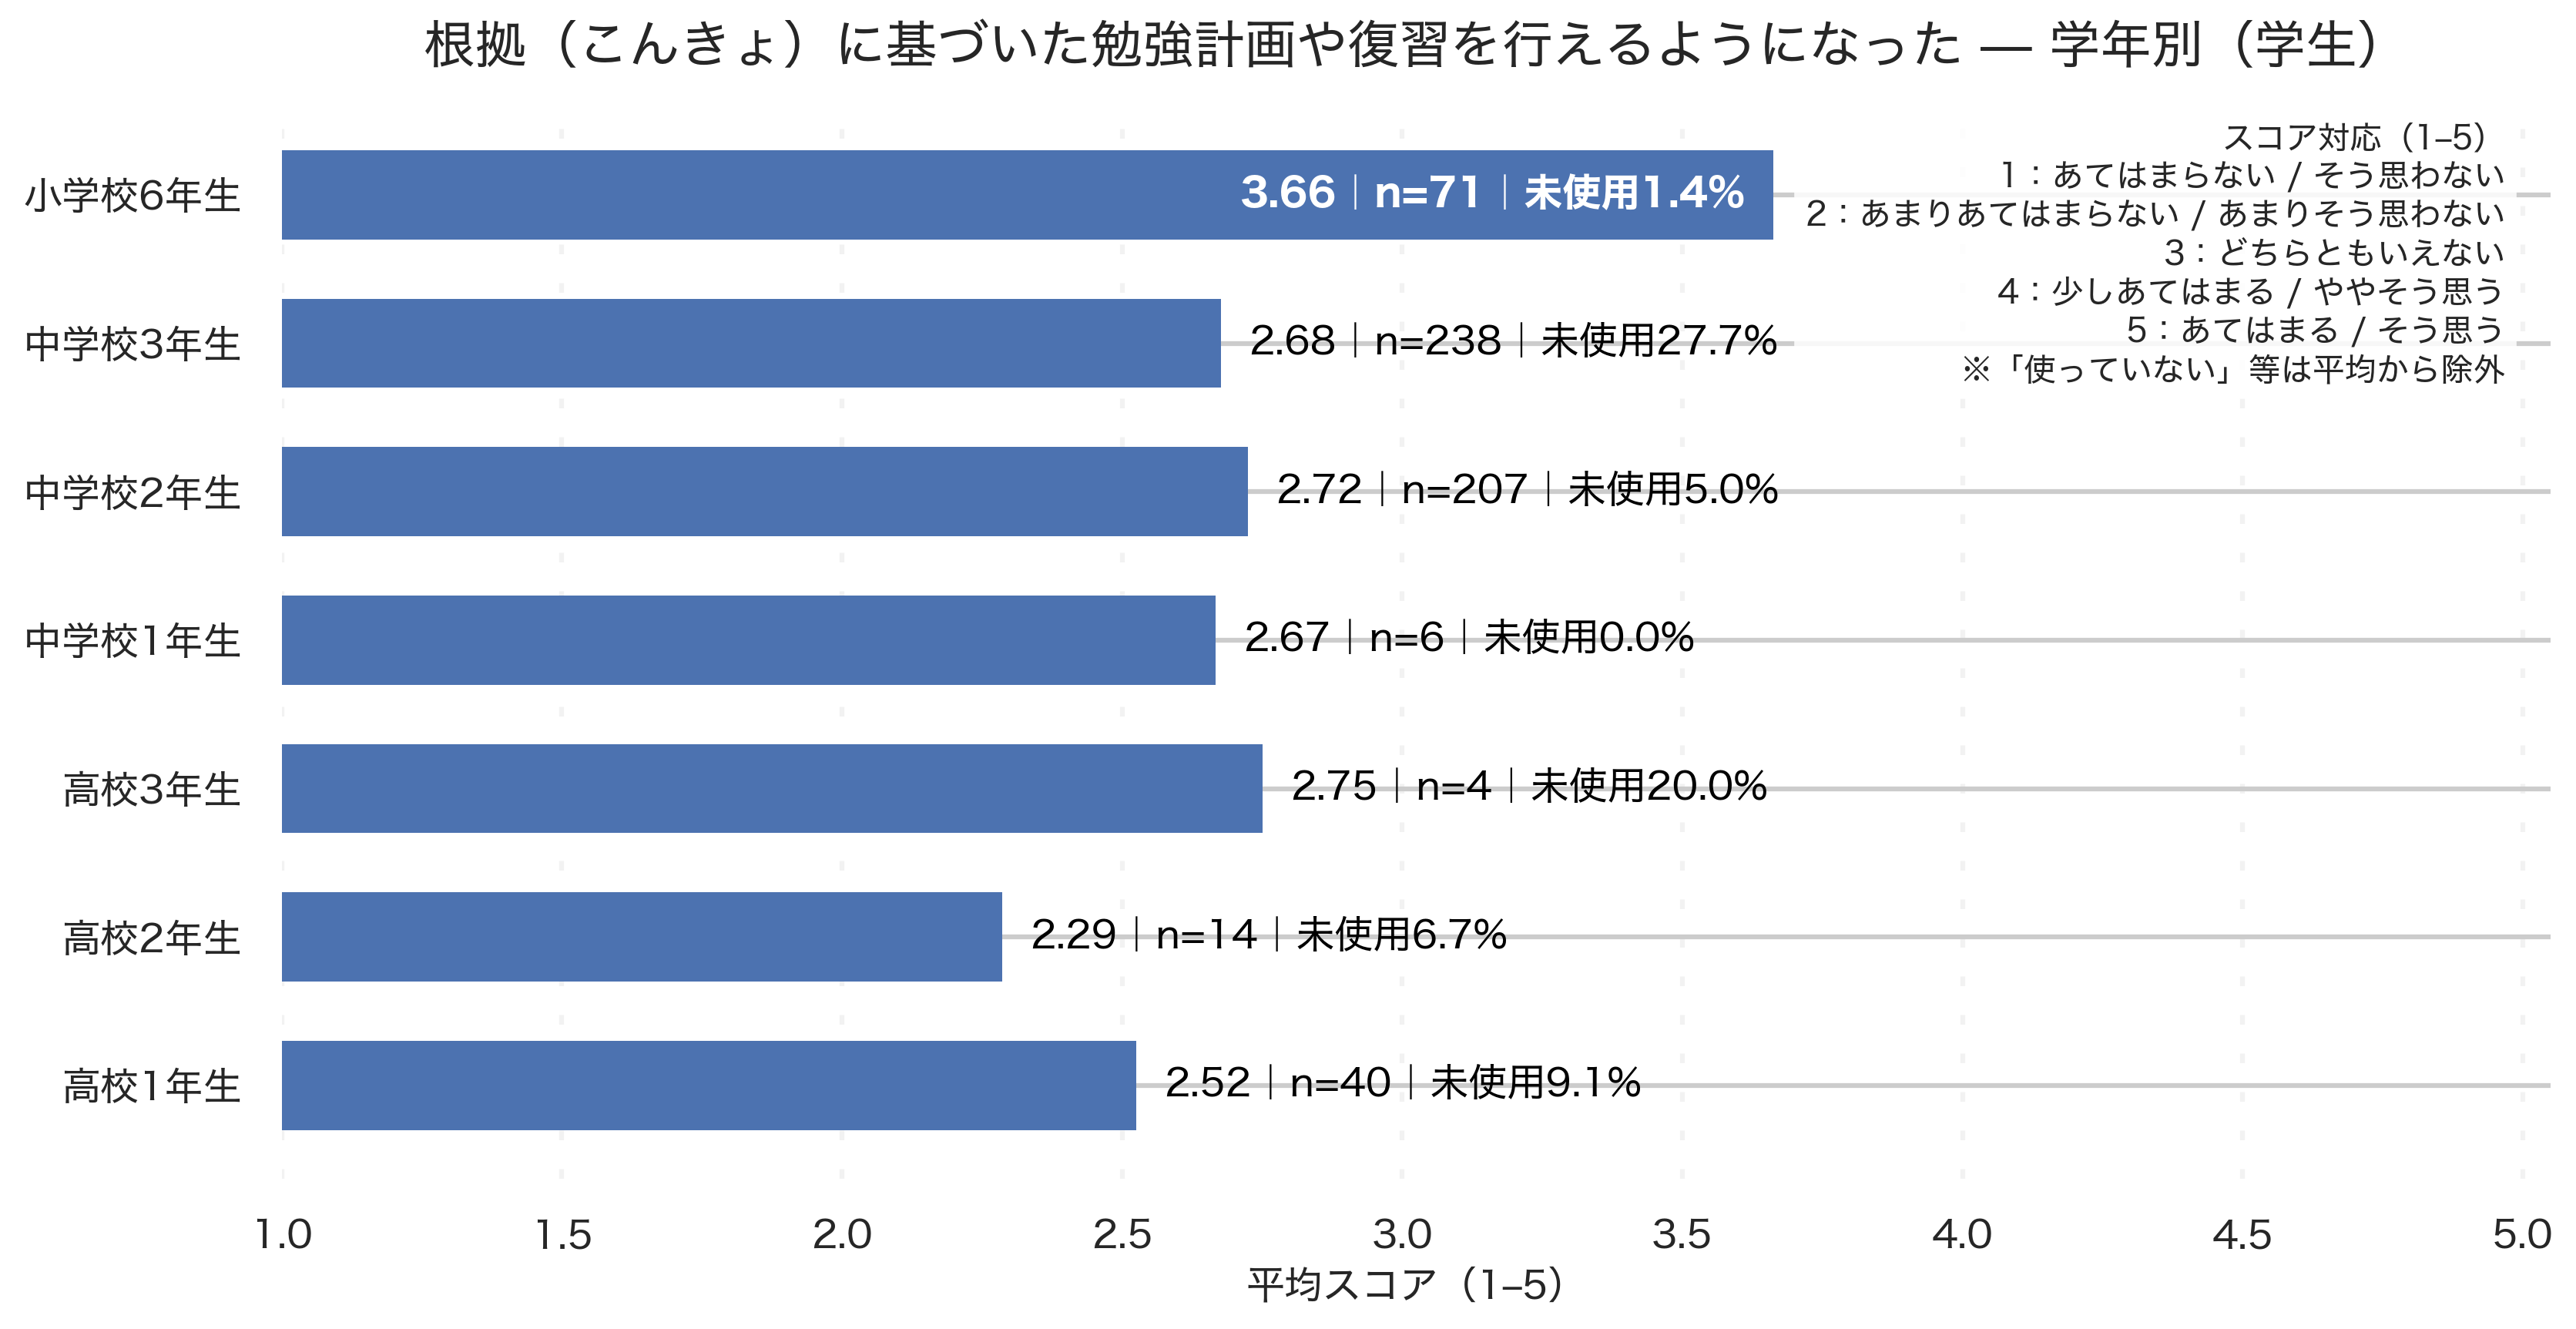 根拠（こんきょ）に基づいた勉強計画や復習を行えるようになった — 学年別（学生）
スコア対応（1–5）
1：あてはまらない / そう思わない
2：あまりあてはまらない / あまりそう思わない
3：どちらともいえない
4：少しあてはまる / ややそう思う
5：あてはまる / そう思う
※「使っていない」等は平均から除外
小学校6年生
3.66｜n=71｜未使用1.4%
中学校3年生
2.68｜n=238｜未使用27.7%
中学校2年生
2.72｜n=207｜未使用5.0%
中学校1年生
2.67｜n=6｜未使用0.0%
高校3年生
2.75｜n=4｜未使用20.0%
高校2年生
2.29｜n=14｜未使用6.7%
高校1年生
2.52｜n=40｜未使用9.1%
1.0 1.5 2.0 2.5 3.0 3.5 4.0 4.5 5.0
平均スコア（1–5）